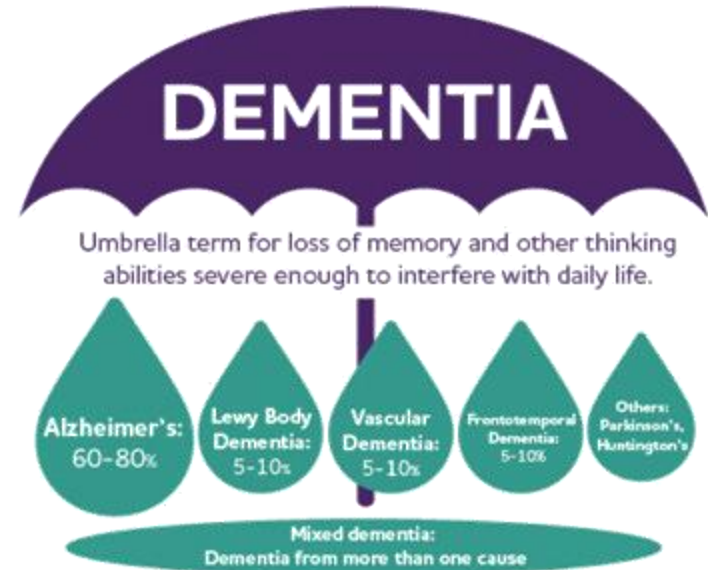 DEMENTIA
Umbrella term for loss of memory and other thinking
abilities severe enough to interfere with daily life.
Alzheimer's:
60-80%
Lewy Body
Dementia:
5-10%
Vascular
Dementia:
5-10%
Frontotemporal
Dementia:
5-10%
Others:
Parkinson's,
Huntington's
Mixed dementia:
Dementia from more than one cause